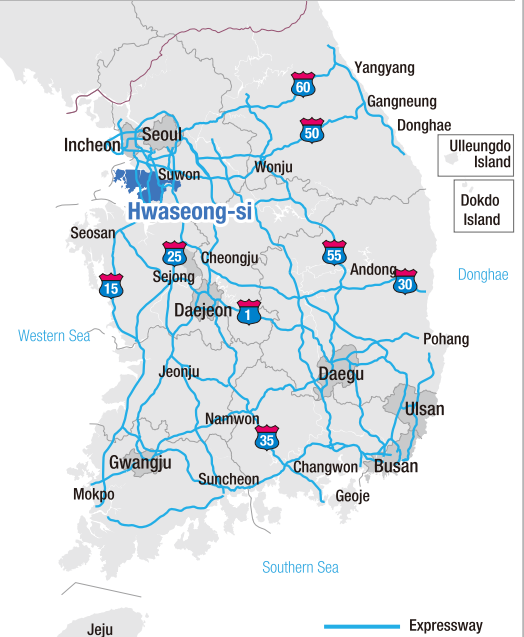 Yangyang
60
Gangneung
50
Donghae
Seoul
Incheon
Ulleungdo
Island
Wonju
Suwon
Dokdo
Island
Hwaseong-si
Seosan
25
Cheongju
55
Andong
30
Donghae
Sejong
15
Daejeon
1
Western Sea
Pohang
Jeonju
Daegu
Ulsan
Namwon
35
Gwangju
Changwon
Busan
Suncheon
Mokpo
Geoje
Southern Sea
Jeju
Expressway